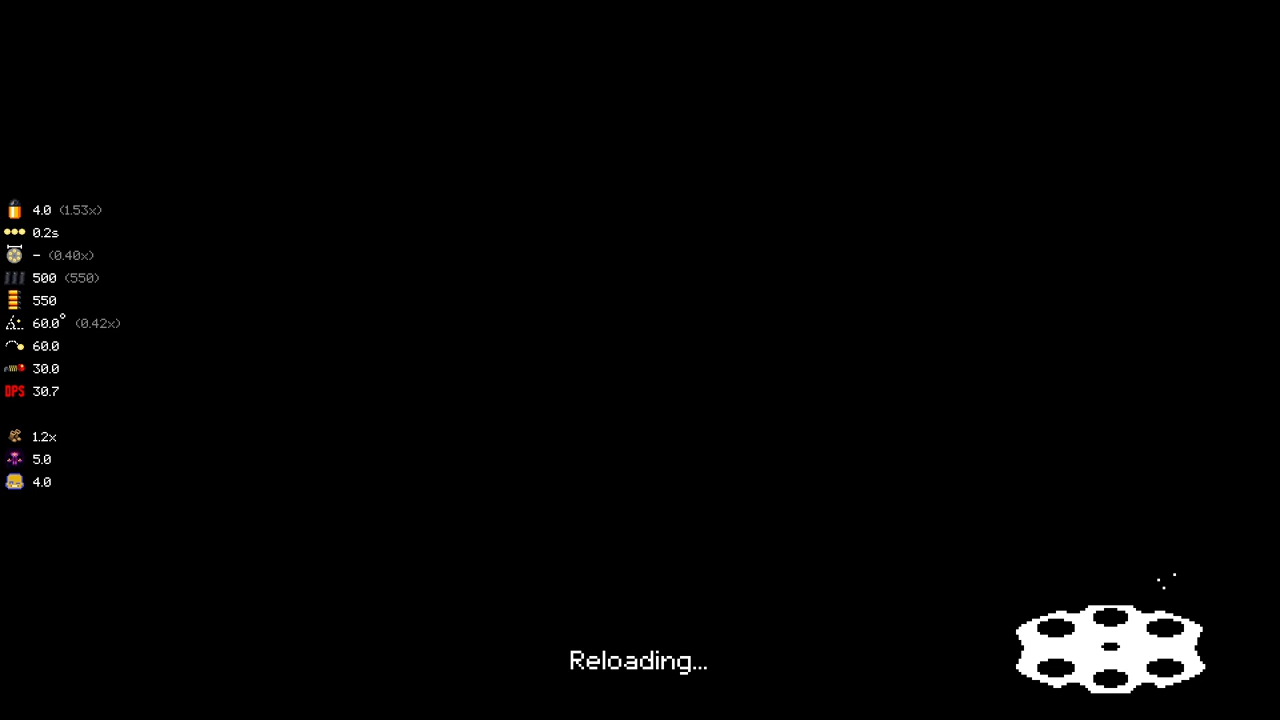 4.0 (1.53x)
0.2s
- (0.40x)
500 (550)
550
60.0° (0.42x)
60.0
30.0
DPS 30.7
1.2x
5.0
4.0
Reloading...